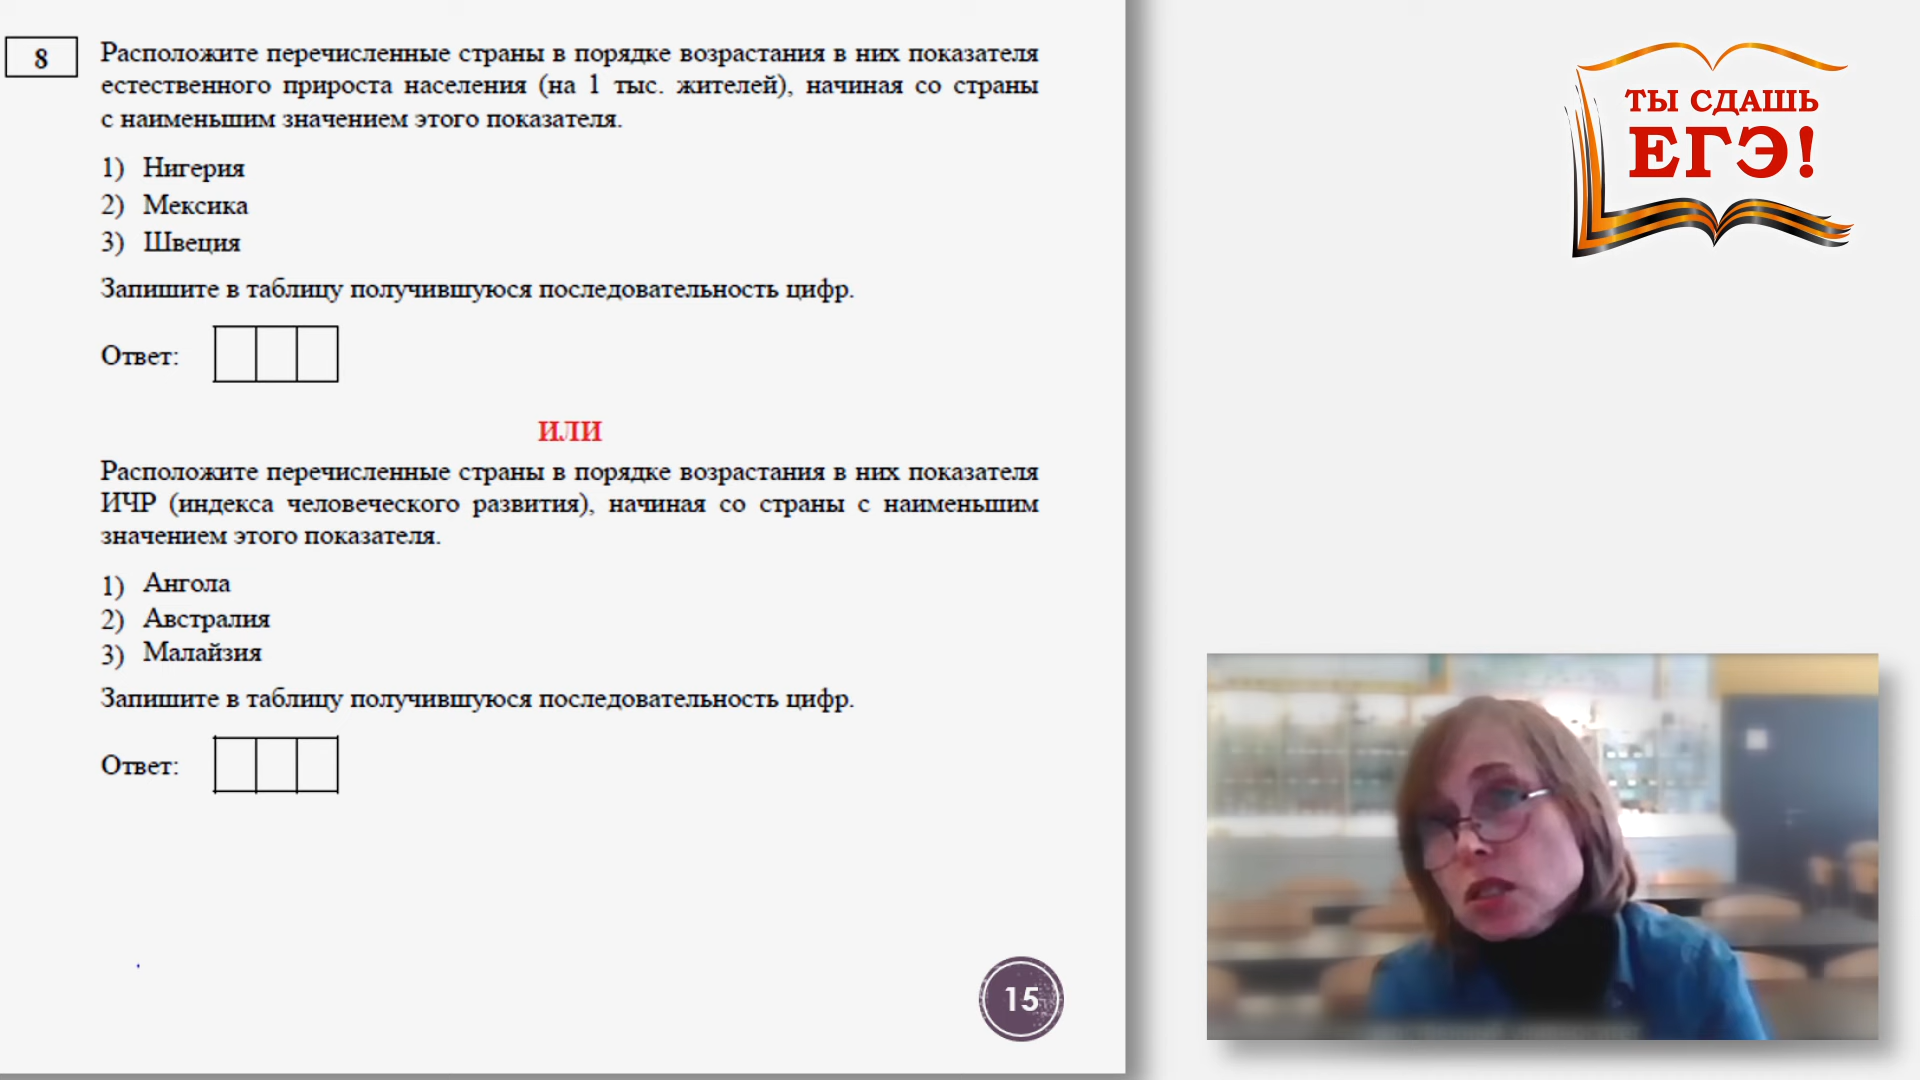 8
Расположите перечисленные страны в порядке возрастания в них показателя
естественного прироста населения (на 1 тыс. жителей), начиная со страны
с наименьшим значением этого показателя.
1) Нигерия
2) Мексика
3) Швеция
Запишите в таблицу получившуюся последовательность цифр.
Ответ:
ИЛИ
Расположите перечисленные страны в порядке возрастания в них показателя
ИЧР (индекса человеческого развития), начиная со страны с наименьшим
значением этого показателя.
1) Ангола
2) Австралия
3) Малайзия
Запишите в таблицу получившуюся последовательность цифр.
Ответ:
15
ТЫ СДАШЬ
ЕГЭ!